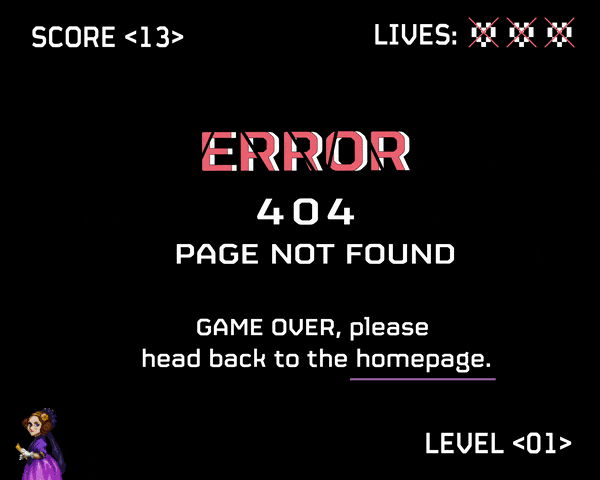 SCORE <13>
LIVES:
ERROR
404
PAGE NOT FOUND
GAME OVER, please
head back to the homepage.
LEVEL <01>